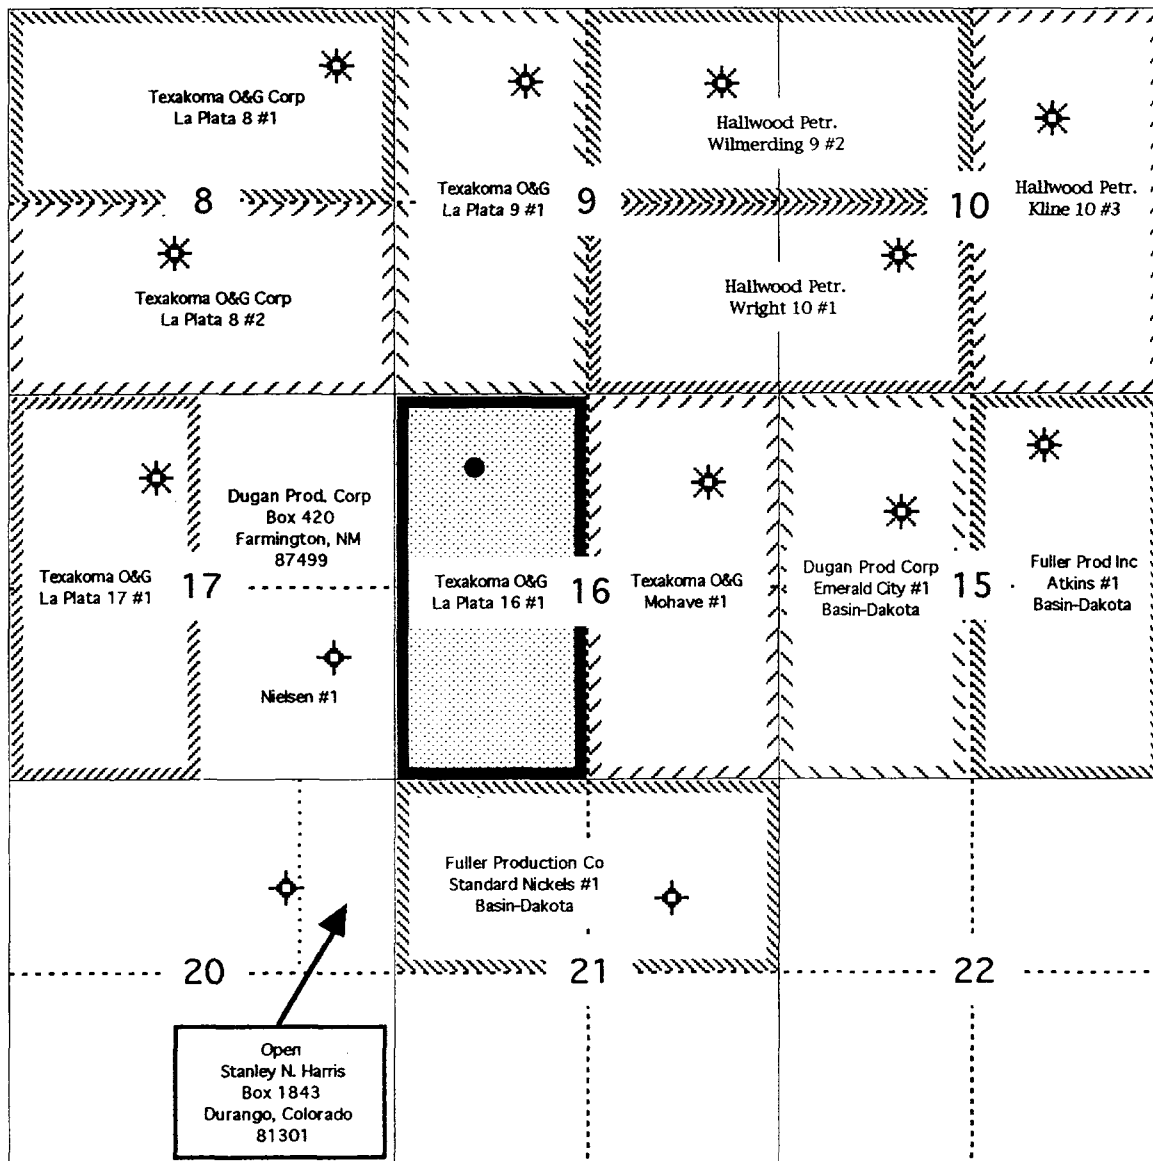 Texakoma O&G Corp
La Plata 8 #1
8
Texakoma O&G Corp
La Plata 8 #2
Texakoma O&G
La Plata 9 #1
9
Hallwood Petr.
Wilmerding 9 #2
Hallwood Petr.
Wright 10 #1
10
Hallwood Petr.
Kline 10 #3
Texakoma O&G
La Plata 17 #1
17
Dugan Prod. Corp
Box 420
Farmington, NM
87499
Nielsen #1
Texakoma O&G
La Plata 16 #1
16
Texakoma O&G
Mohave #1
Dugan Prod Corp
Emerald City #1
Basin-Dakota
15
Fuller Prod Inc
Atkins #1
Basin-Dakota
20
Fuller Production Co
Standard Nickels #1
Basin-Dakota
21
22
Open
Stanley N. Harris
Box 1843
Durango, Colorado
81301